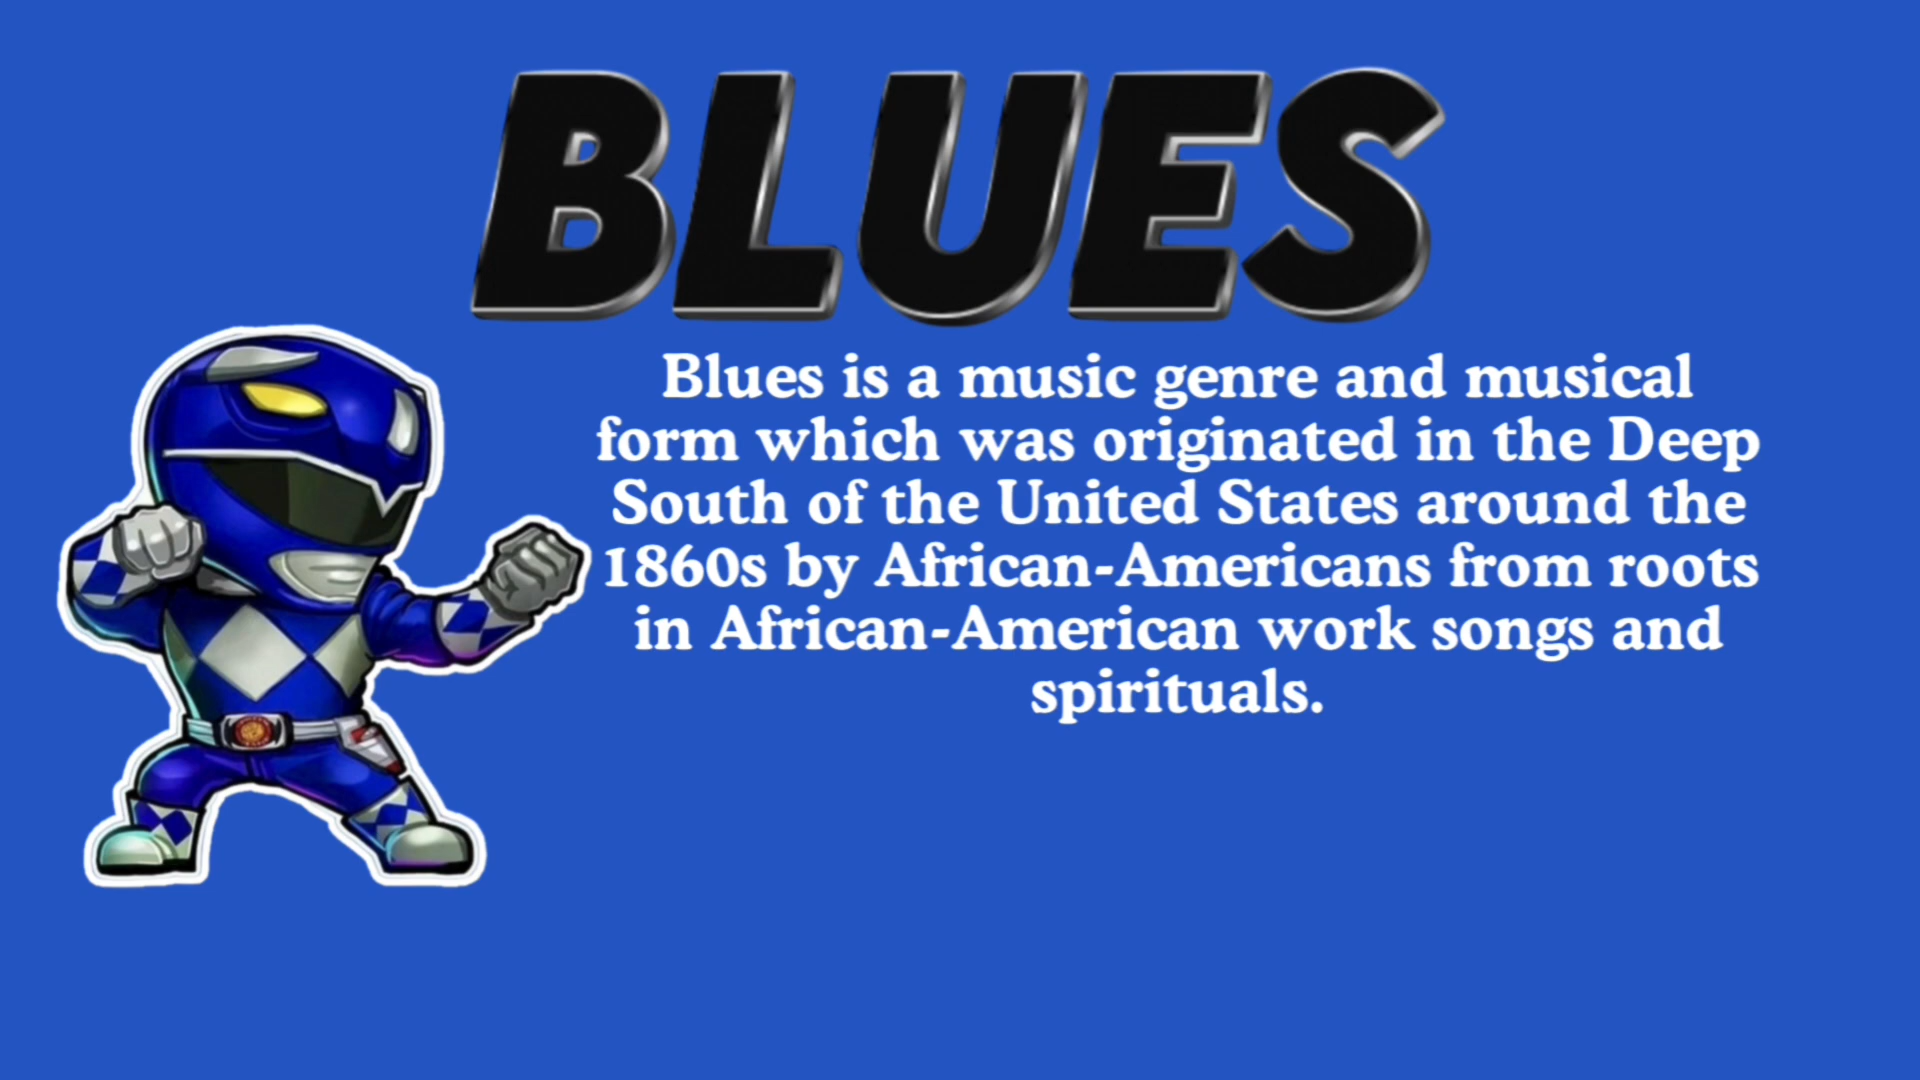 BLUES
Blues is a music genre and musical
form which was originated in the Deep
South of the United States around the
1860s by African-Americans from roots
in African-American work songs and
spirituals.